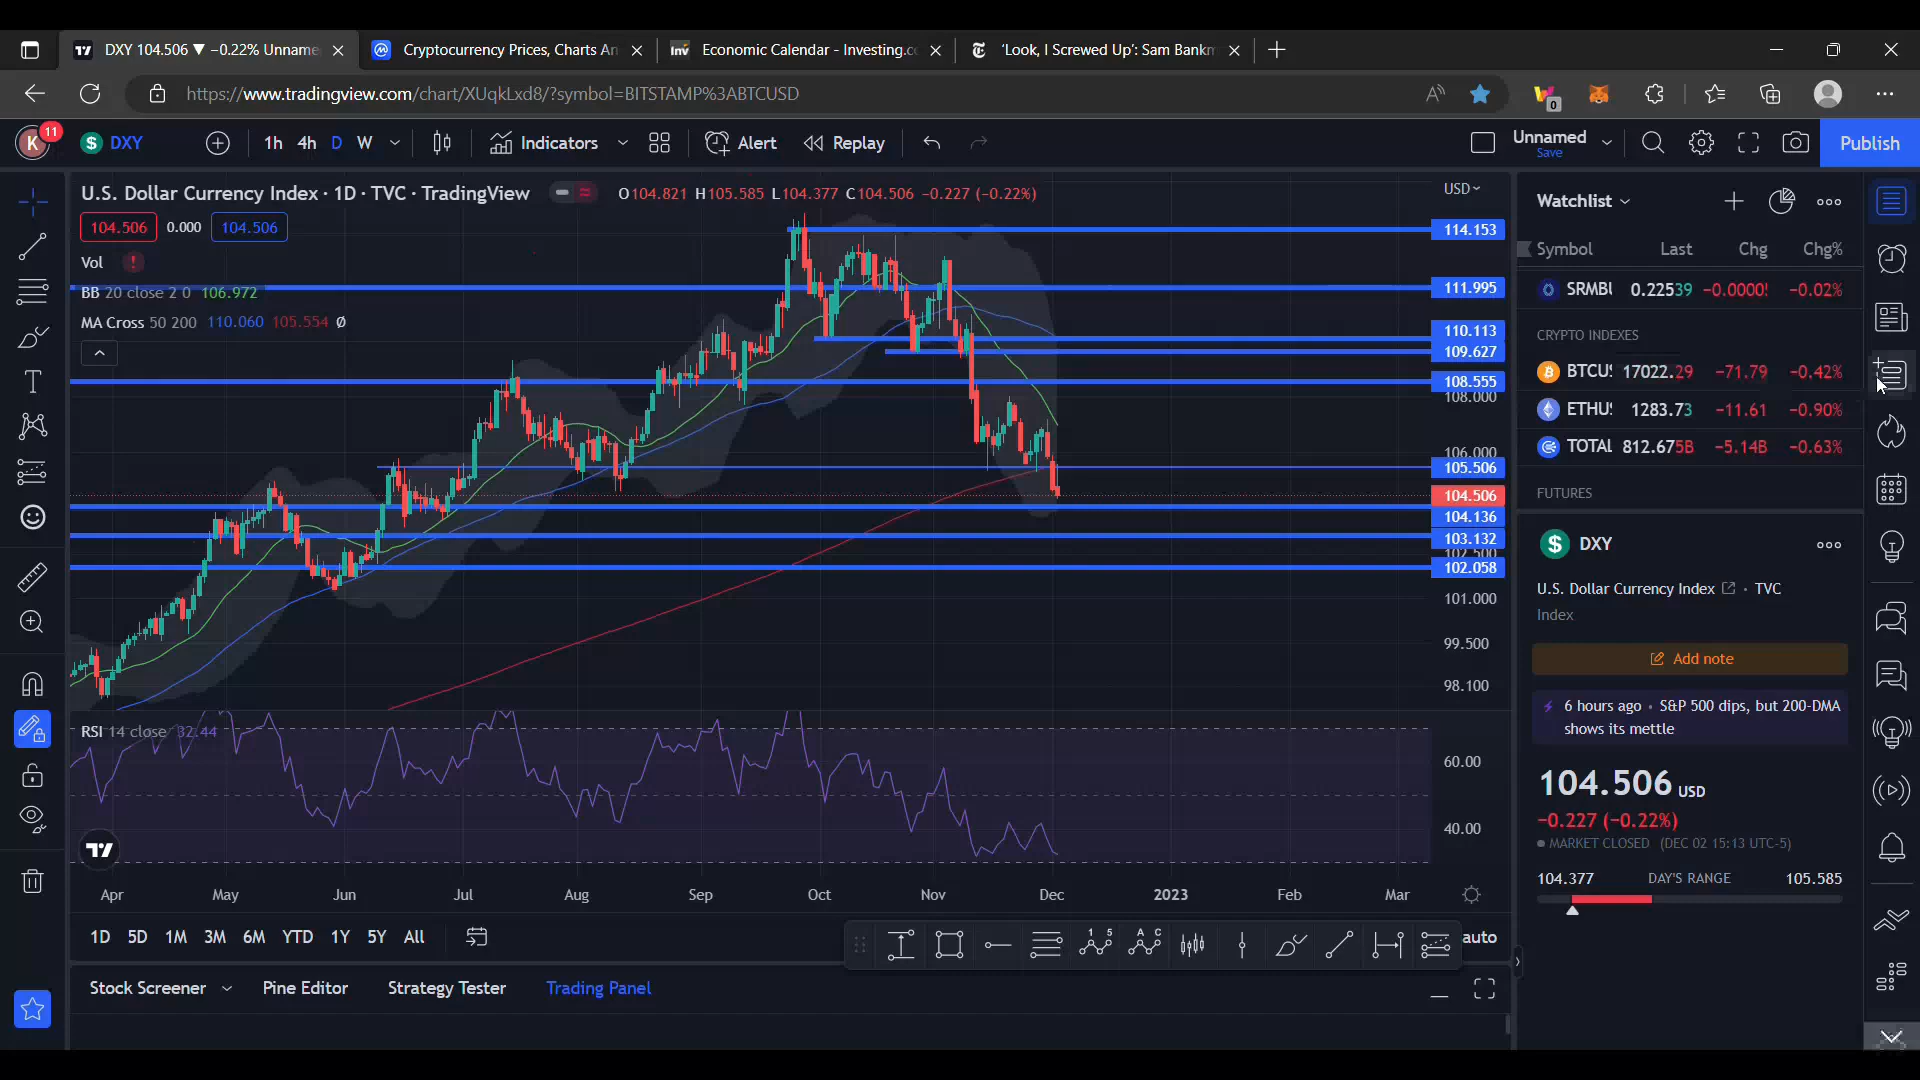 DXY 104.506 ▼ −0.22% Unname
Cryptocurrency Prices, Charts An
Inv Economic Calendar - Investing.co
'Look, I Screwed Up': Sam Bankm
https://www.tradingview.com/chart/XUqkLxd8/?symbol=BITSTAMP%3ABTCUSD
0
K 11 $ DXY 1h 4h D W Indicators Alert Replay Unnamed Save Publish
U.S. Dollar Currency Index · 1D · TVC · TradingView O104.821 H105.585 L104.377 C104.506 −0.227 (−0.22%)
USD
104.506 0.000 104.506
Vol !
BB 20 close 2 0 106.972
MA Cross 50 200 110.060 105.554 Ø
114.153
111.995
110.113
109.627
108.555
108.000
106.000
105.506
104.506
104.136
103.132
102.500
102.058
101.000
99.500
98.100
RSI 14 close 32.44
60.00
40.00
Apr May Jun Jul Aug Sep Oct Nov Dec 2023 Feb Mar
1D 5D 1M 3M 6M YTD 1Y 5Y All
1 5
A C
auto
Stock Screener Pine Editor Strategy Tester Trading Panel
Watchlist
Symbol Last Chg Chg%
SRMBU 0.22539 −0.0000 −0.02%
CRYPTO INDEXES
BTCUS 17022.29 −71.79 −0.42%
ETHUS 1283.73 −11.61 −0.90%
TOTAL 812.675B −5.14B −0.63%
FUTURES
$ DXY
U.S. Dollar Currency Index · TVC
Index
Add note
6 hours ago · S&P 500 dips, but 200-DMA
shows its mettle
104.506 USD
−0.227 (−0.22%)
MARKET CLOSED (DEC 02 15:13 UTC-5)
104.377 DAY'S RANGE 105.585